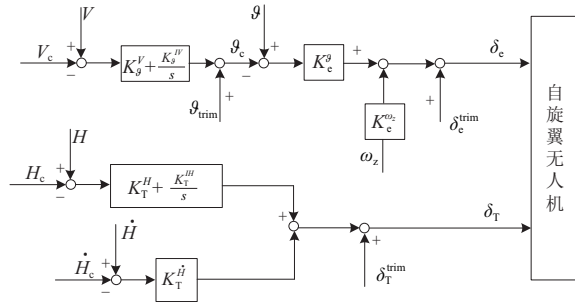 V
ϑ
V_c
+
−
K_ϑ^V + K_ϑ^{IV}/s
+
ϑ_c
+
−
K_e^ϑ
+
δ_e
+
ϑ_trim
+
K_e^{ω_z}
ω_z
+
δ_e^trim
H
H_c
+
−
K_T^H + K_T^{IH}/s
Ḣ
+
Ḣ_c
+
−
K_T^Ḣ
+
+
δ_T^trim
δ_T
自旋翼无人机